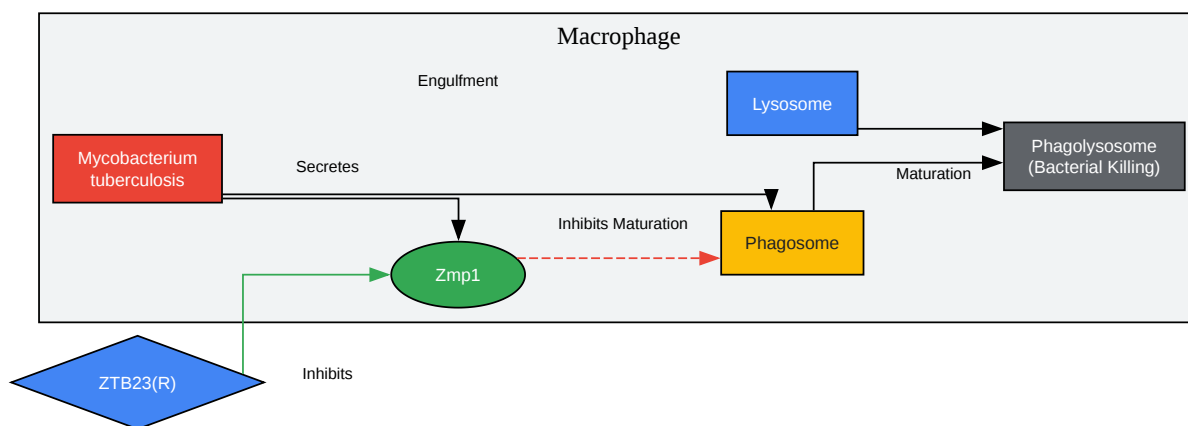 Macrophage
Engulfment
Lysosome
Mycobacterium
tuberculosis
Secretes
Phagolysosome
(Bacterial Killing)
Maturation
Inhibits Maturation
Phagosome
Zmp1
ZTB23(R)
Inhibits